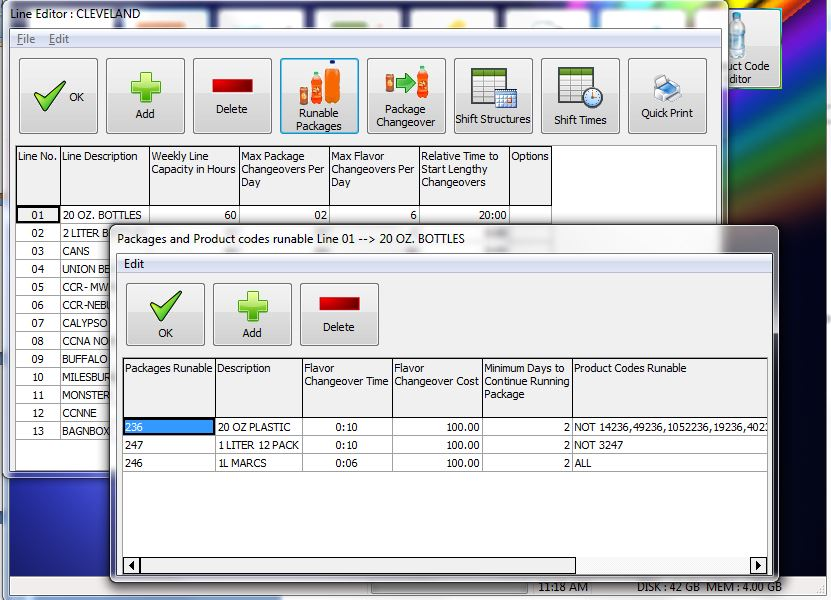 Line Editor : CLEVELAND
File Edit
OK
Add
Delete
Runable
Packages
Package
Changeover
Shift Structures
Shift Times
Quick Print
uct Code
ditor
Line No. Line Description Weekly Line Capacity in Hours Max Package Changeovers Per Day Max Flavor Changeovers Per Day Relative Time to Start Lengthy Changeovers Options
01 20 OZ. BOTTLES 60 02 6 20:00
02 2 LITER B
03 CANS
04 UNION BE
05 CCR- MW
06 CCR-NEBU
07 CALYPSO
08 CCNA NO
09 BUFFALO
10 MILESBUR
11 MONSTER
12 CCNNE
13 BAGNBOX
Packages and Product codes runable Line 01 --> 20 OZ. BOTTLES
Edit
OK
Add
Delete
Packages Runable Description Flavor Changeover Time Flavor Changeover Cost Minimum Days to Continue Running Package Product Codes Runable
236 20 OZ PLASTIC 0:10 100.00 2 NOT 14236,49236,1052236,19236,4023
247 1 LITER 12 PACK 0:10 100.00 2 NOT 3247
246 1L MARCS 0:06 100.00 2 ALL
11:18 AM DISK : 42 GB MEM : 4.00 GB